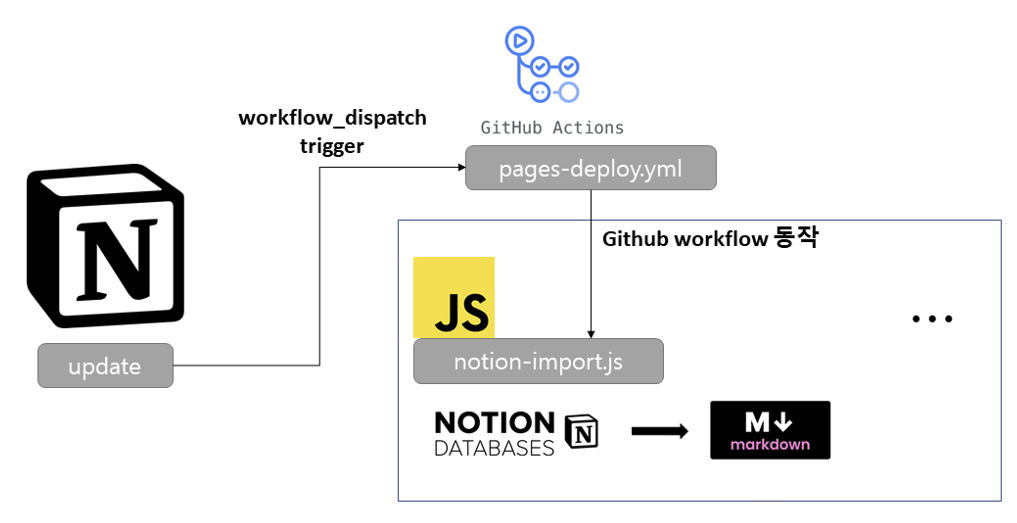 GitHub Actions
workflow_dispatch
trigger
pages-deploy.yml
N
update
Github workflow 동작
JS
notion-import.js
...
NOTION
DATABASES
N
M
markdown